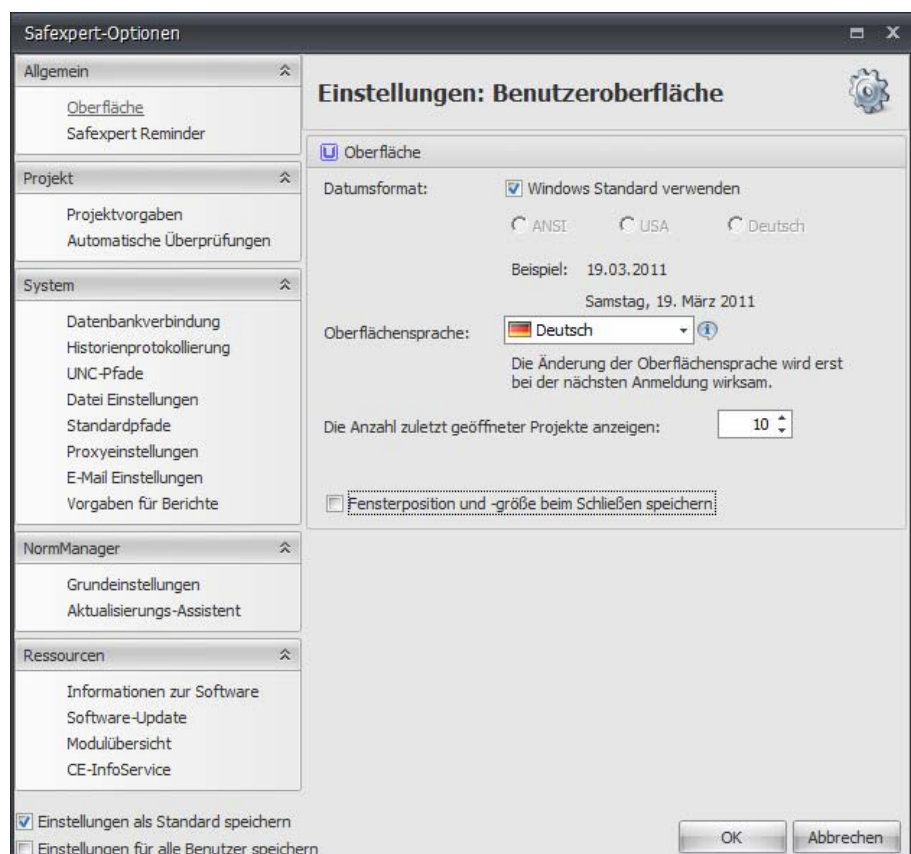 Safexpert-Optionen
Allgemein
Oberfläche
Safexpert Reminder
Projekt
Projektvorgaben
Automatische Überprüfungen
System
Datenbankverbindung
Historienprotokollierung
UNC-Pfade
Datei Einstellungen
Standardpfade
Proxyeinstellungen
E-Mail Einstellungen
Vorgaben für Berichte
NormManager
Grundeinstellungen
Aktualisierungs-Assistent
Ressourcen
Informationen zur Software
Software-Update
Modulübersicht
CE-InfoService
Einstellungen als Standard speichern
Einstellungen für alle Benutzer speichern
Einstellungen: Benutzeroberfläche
Oberfläche
Datumsformat: Windows Standard verwenden
ANSI USA Deutsch
Beispiel: 19.03.2011
Samstag, 19. März 2011
Oberflächensprache: Deutsch
Die Änderung der Oberflächensprache wird erst
bei der nächsten Anmeldung wirksam.
Die Anzahl zuletzt geöffneter Projekte anzeigen: 10
Fensterposition und -größe beim Schließen speichern
OK Abbrechen